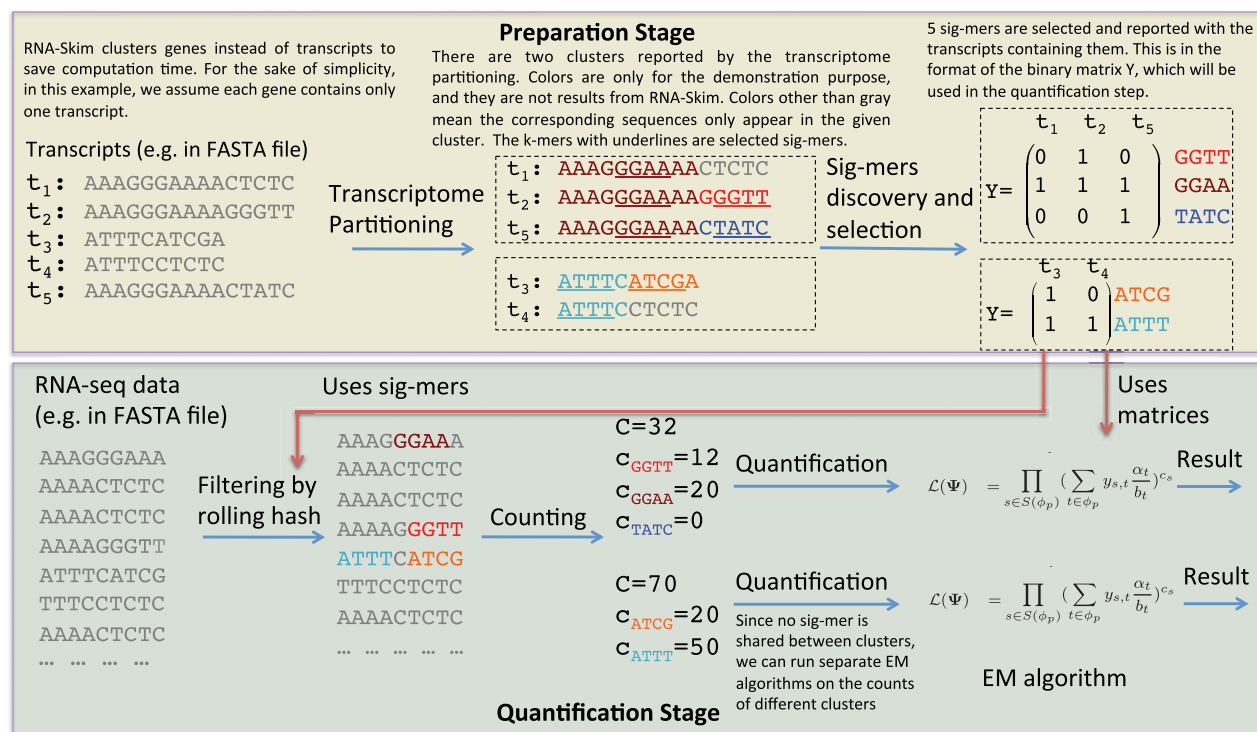 Preparation Stage
RNA-Skim clusters genes instead of transcripts to
save computation time. For the sake of simplicity,
in this example, we assume each gene contains only
one transcript.
Transcripts (e.g. in FASTA file)
t1: AAAGGGAAAACTCTC
t2: AAAGGGAAAAGGGTT
t3: ATTTCATCGA
t4: ATTTCCTCTC
t5: AAAGGGAAAACTATC
Transcriptome
Partitioning
There are two clusters reported by the transcriptome
partitioning. Colors are only for the demonstration purpose,
and they are not results from RNA-Skim. Colors other than gray
mean the corresponding sequences only appear in the given
cluster. The k-mers with underlines are selected sig-mers.
t1: AAAGGGAAAACTCTC
t2: AAAGGGAAAAGGGTT
t5: AAAGGGAAAACTATC
t3: ATTTCATCGA
t4: ATTTCCTCTC
Sig-mers
discovery and
selection
5 sig-mers are selected and reported with the
transcripts containing them. This is in the
format of the binary matrix Y, which will be
used in the quantification step.
t1 t2 t5
0 1 0 GGTT
Y= 1 1 1 GGAA
0 0 1 TATC
t3 t4
1 0 ATCG
Y=
1 1 ATTT
RNA-seq data
(e.g. in FASTA file)
AAAGGGAAA
AAAACTCTC
AAAACTCTC
AAAAGGGTT
ATTTCATCG
TTTCCTCTC
AAAACTCTC
... ... ... ...
Uses sig-mers
Filtering by
rolling hash
AAAGGGAAA
AAAACTCTC
AAAACTCTC
AAAAGGGTT
ATTTCATCG
TTTCCTCTC
AAAACTCTC
... ... ... ... ...
Counting
C=32
cGGTT=12
cGGAA=20
cTATC=0
C=70
cATCG=20
cATTT=50
Quantification
Quantification
Since no sig-mer is
shared between clusters,
we can run separate EM
algorithms on the counts
of different clusters
Uses
matrices
ℒ(Ψ) = ∏s∈S(ϕp) (∑t∈ϕp ys,t αt/bt)^cs
Result
ℒ(Ψ) = ∏s∈S(ϕp) (∑t∈ϕp ys,t αt/bt)^cs
Result
EM algorithm
Quantification Stage